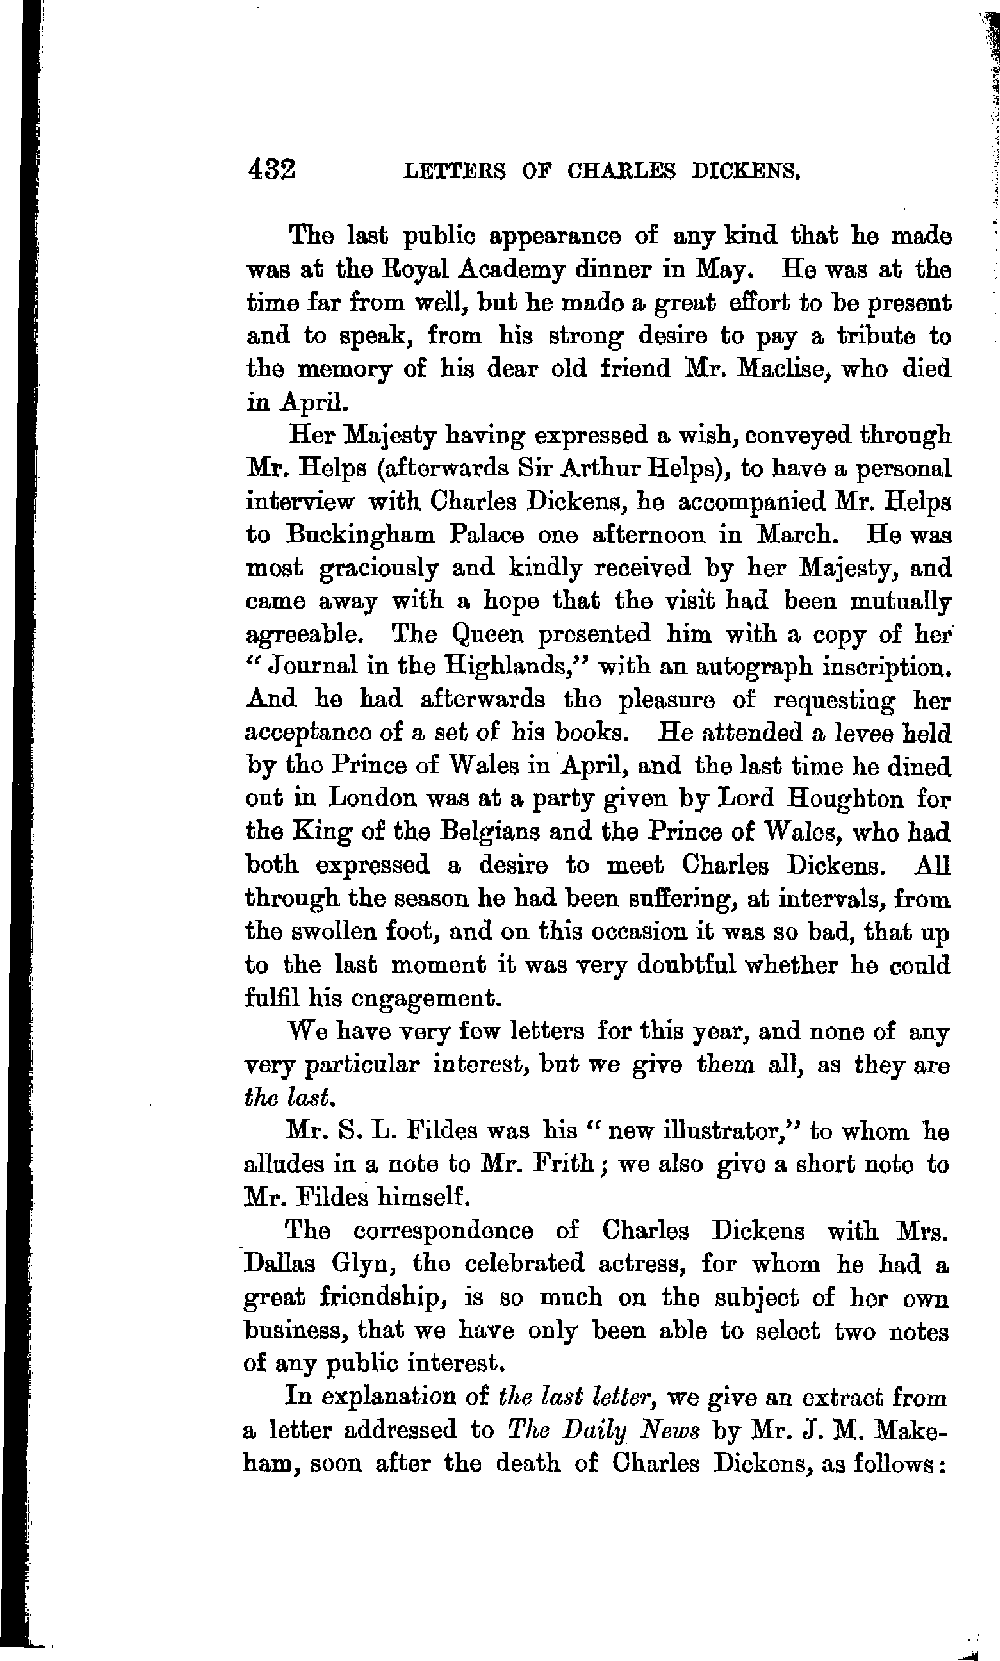 432 LETTERS OF CHARLES DICKENS.
The last public appearance of any kind that he made
was at the Royal Academy dinner in May. He was at the
time far from well, but he made a great effort to be present
and to speak, from his strong desire to pay a tribute to
the memory of his dear old friend Mr. Maclise, who died
in April.
Her Majesty having expressed a wish, conveyed through
Mr. Helps (afterwards Sir Arthur Helps), to have a personal
interview with Charles Dickens, he accompanied Mr. Helps
to Buckingham Palace one afternoon in March. He was
most graciously and kindly received by her Majesty, and
came away with a hope that the visit had been mutually
agreeable. The Queen presented him with a copy of her
“Journal in the Highlands,” with an autograph inscription.
And he had afterwards the pleasure of requesting her
acceptance of a set of his books. He attended a levee held
by the Prince of Wales in April, and the last time he dined
out in London was at a party given by Lord Houghton for
the King of the Belgians and the Prince of Wales, who had
both expressed a desire to meet Charles Dickens. All
through the season he had been suffering, at intervals, from
the swollen foot, and on this occasion it was so bad, that up
to the last moment it was very doubtful whether he could
fulfil his engagement.
We have very few letters for this year, and none of any
very particular interest, but we give them all, as they are
the last.
Mr. S. L. Fildes was his “new illustrator,” to whom he
alludes in a note to Mr. Frith; we also give a short note to
Mr. Fildes himself.
The correspondence of Charles Dickens with Mrs.
Dallas Glyn, the celebrated actress, for whom he had a
great friendship, is so much on the subject of her own
business, that we have only been able to select two notes
of any public interest.
In explanation of the last letter, we give an extract from
a letter addressed to The Daily News by Mr. J. M. Make-
ham, soon after the death of Charles Dickens, as follows: